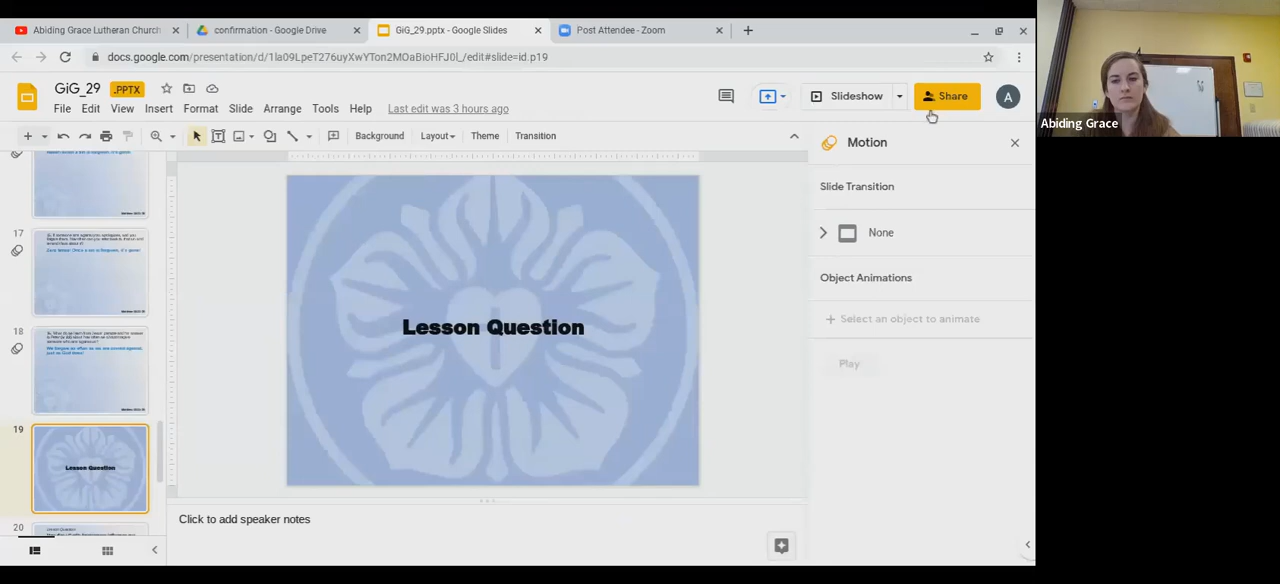 Abiding Grace Lutheran Church
confirmation - Google Drive
GiG_29.pptx - Google Slides
Post Attendee - Zoom
docs.google.com/presentation/d/1la09LpeT276uyXwYTon2MOaBioHFJ0l_/edit#slide=id.p19
GiG_29 .PPTX
File Edit View Insert Format Slide Arrange Tools Help Last edit was 3 hours ago
Slideshow
Share
A
Abiding Grace
Background Layout Theme Transition
Motion
Slide Transition
None
Object Animations
Select an object to animate
Play
17
18
19
Lesson Question
20
Lesson Question
Click to add speaker notes